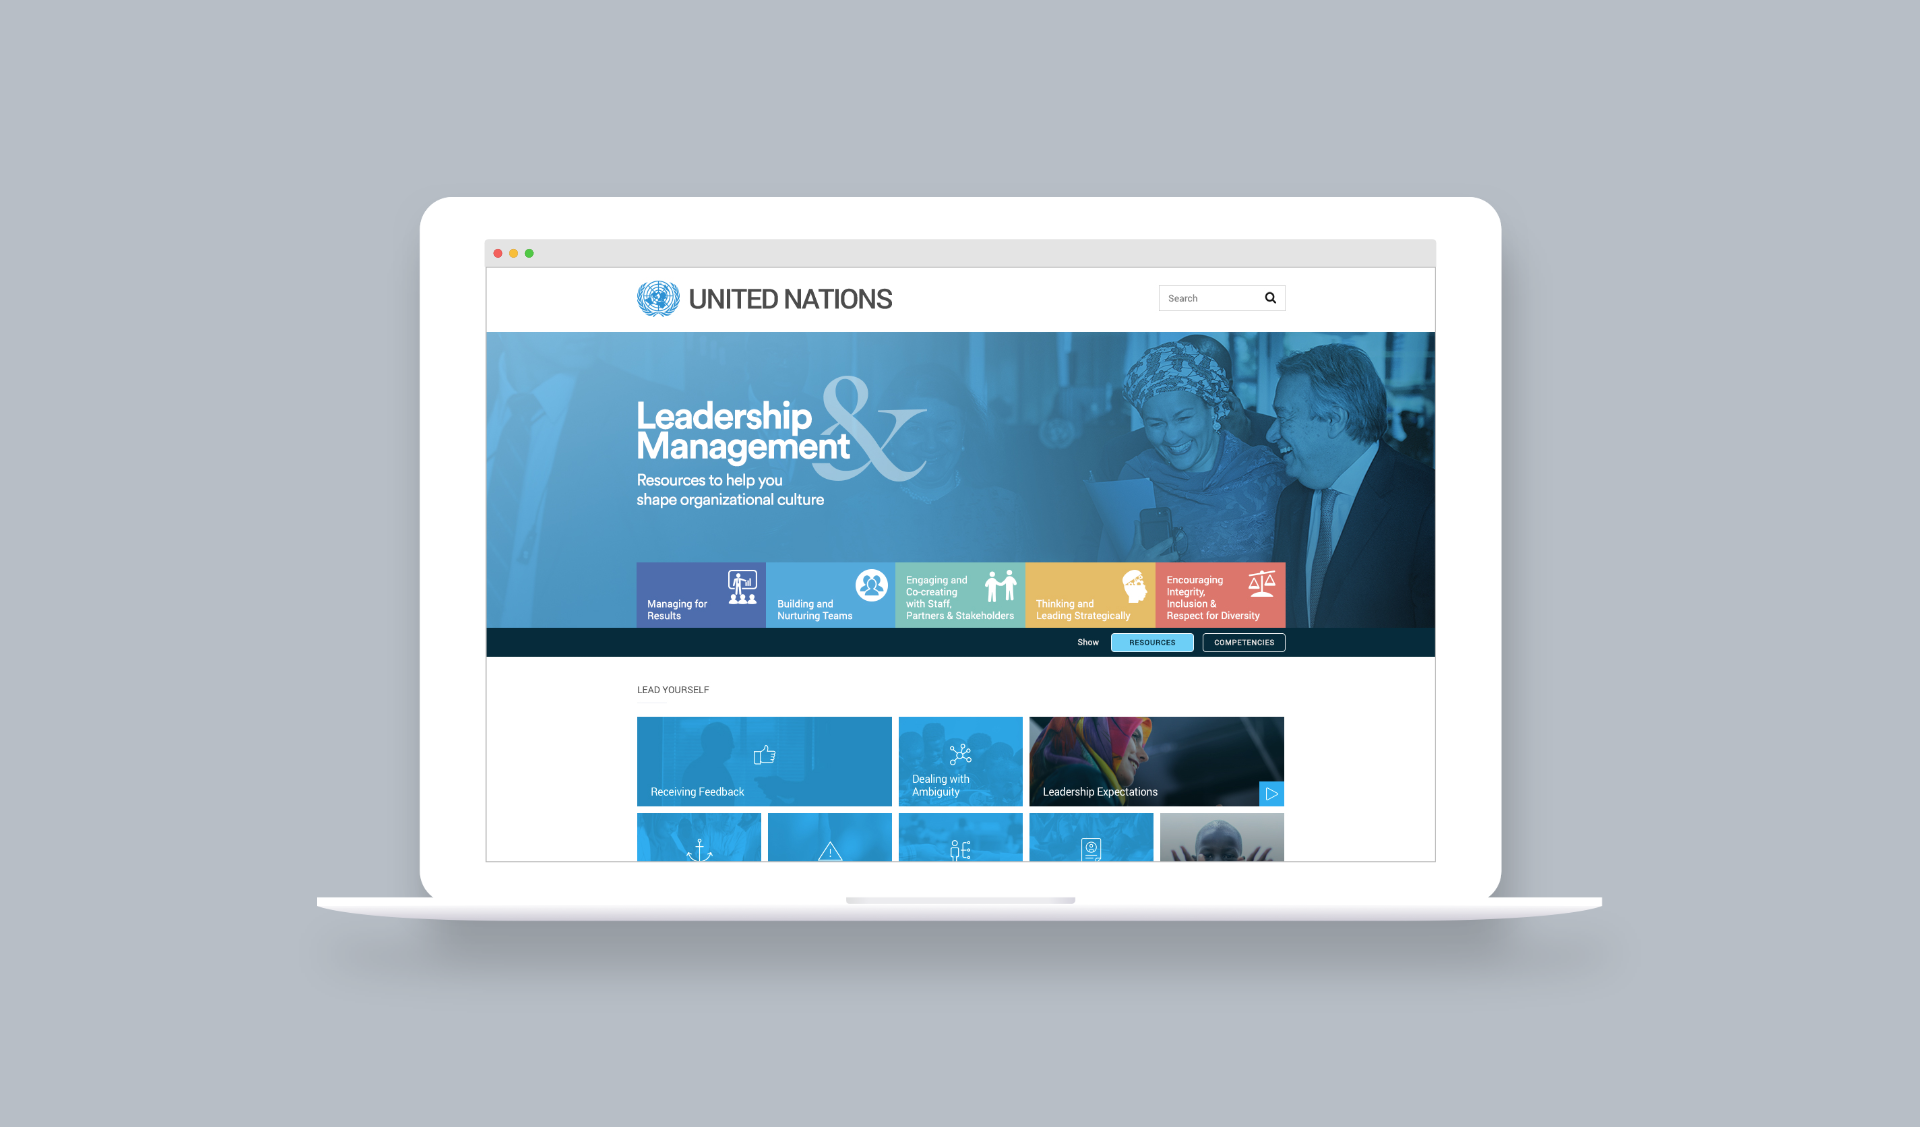 UNITED NATIONS
Search
&
Leadership
Management
Resources to help you
shape organizational culture
Managing for
Results
Building and
Nurturing Teams
Engaging and
Co-creating
with Staff,
Partners & Stakeholders
Thinking and
Leading Strategically
Encouraging
Integrity,
Inclusion &
Respect for Diversity
Show
RESOURCES
COMPETENCIES
LEAD YOURSELF
Receiving Feedback
Dealing with
Ambiguity
Leadership Expectations